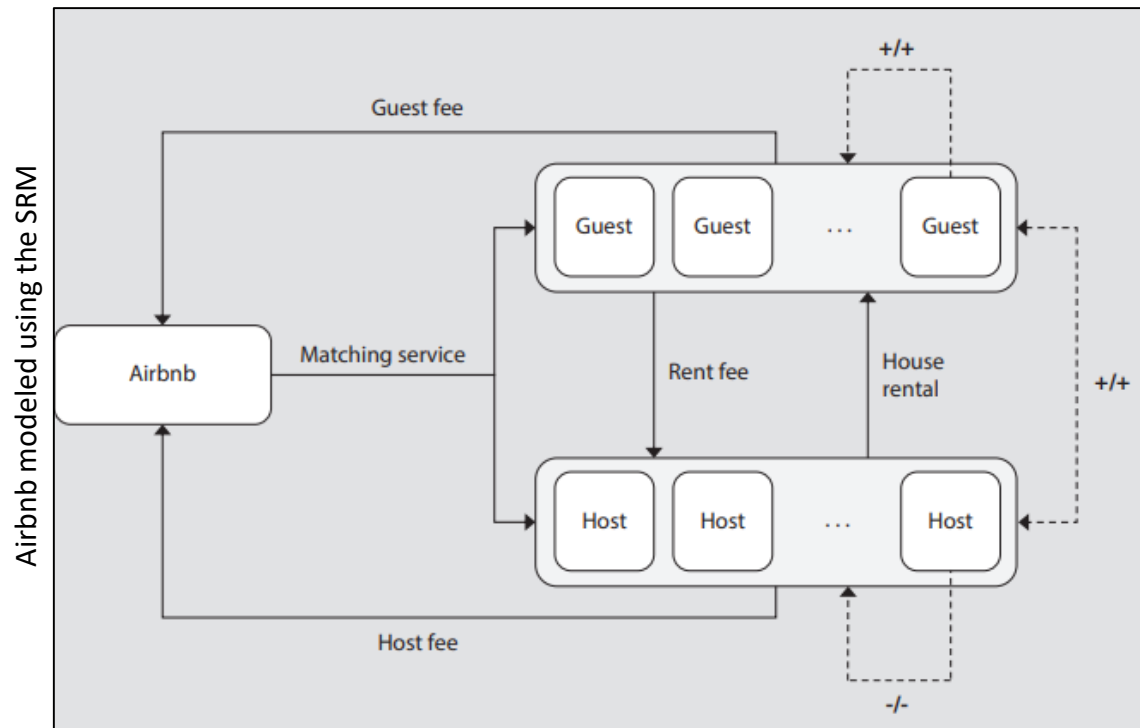 Airbnb modeled using the SRM
+/+
Guest fee
Guest
Guest
...
Guest
Airbnb
Matching service
Rent fee
House
rental
+/+
Host
Host
...
Host
Host fee
-/-